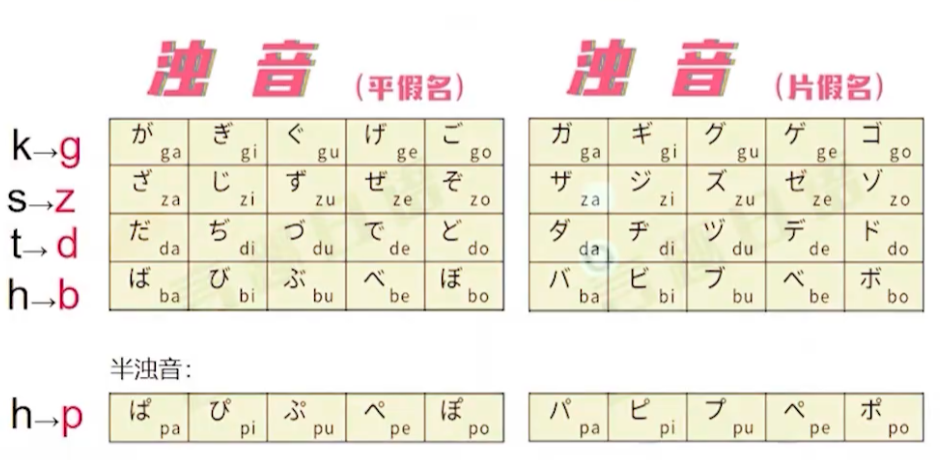 浊音（平假名） 浊音（片假名）
k→g が ga ぎ gi ぐ gu げ ge ご go ガ ga ギ gi グ gu ゲ ge ゴ go
s→z ざ za じ zi ず zu ぜ ze ぞ zo ザ za ジ zi ズ zu ゼ ze ゾ zo
t→d だ da ぢ di づ du で de ど do ダ da ヂ di ヅ du デ de ド do
h→b ば ba び bi ぶ bu べ be ぼ bo バ ba ビ bi ブ bu ベ be ボ bo
半浊音：
h→p ぱ pa ぴ pi ぷ pu ぺ pe ぽ po パ pa ピ pi プ pu ペ pe ポ po